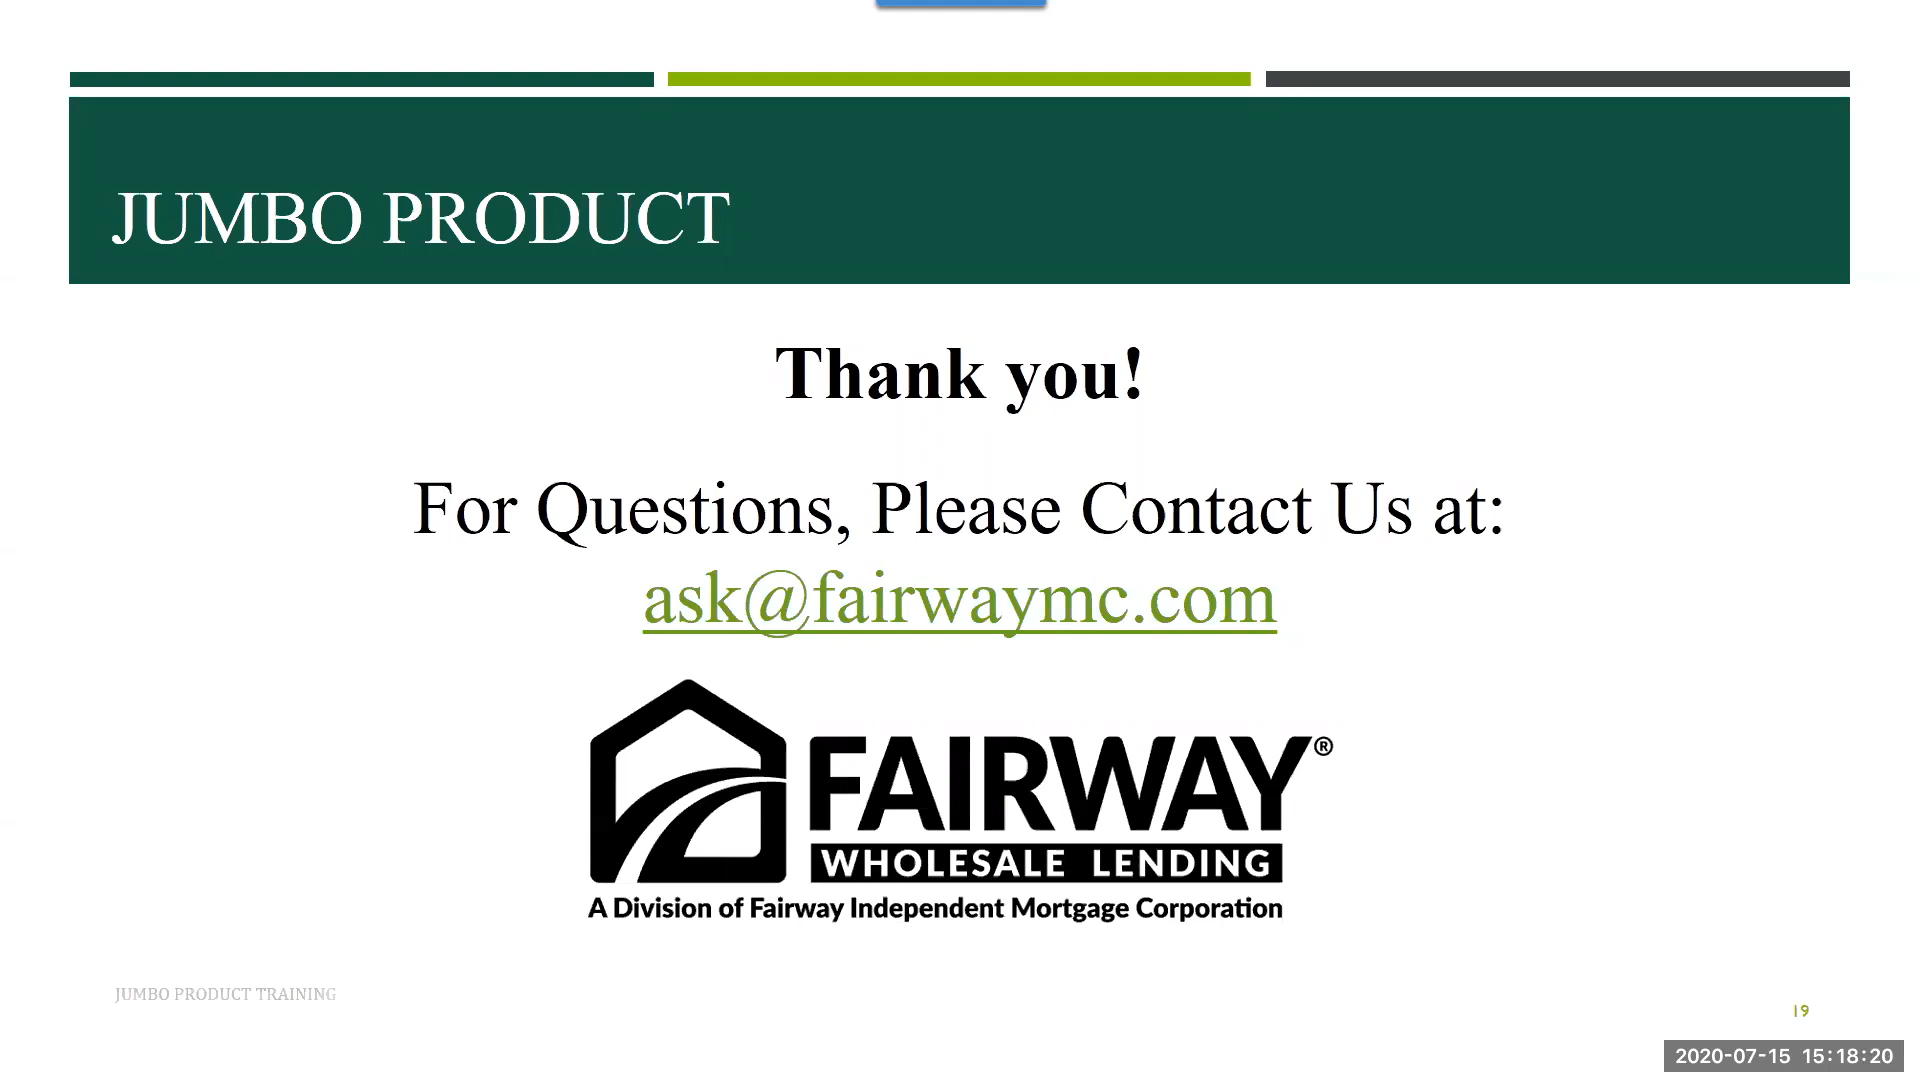 JUMBO PRODUCT
Thank you!
For Questions, Please Contact Us at:
ask@fairwaymc.com
FAIRWAY®
WHOLESALE LENDING
A Division of Fairway Independent Mortgage Corporation
JUMBO PRODUCT TRAINING
19
2020-07-15 15:18:20